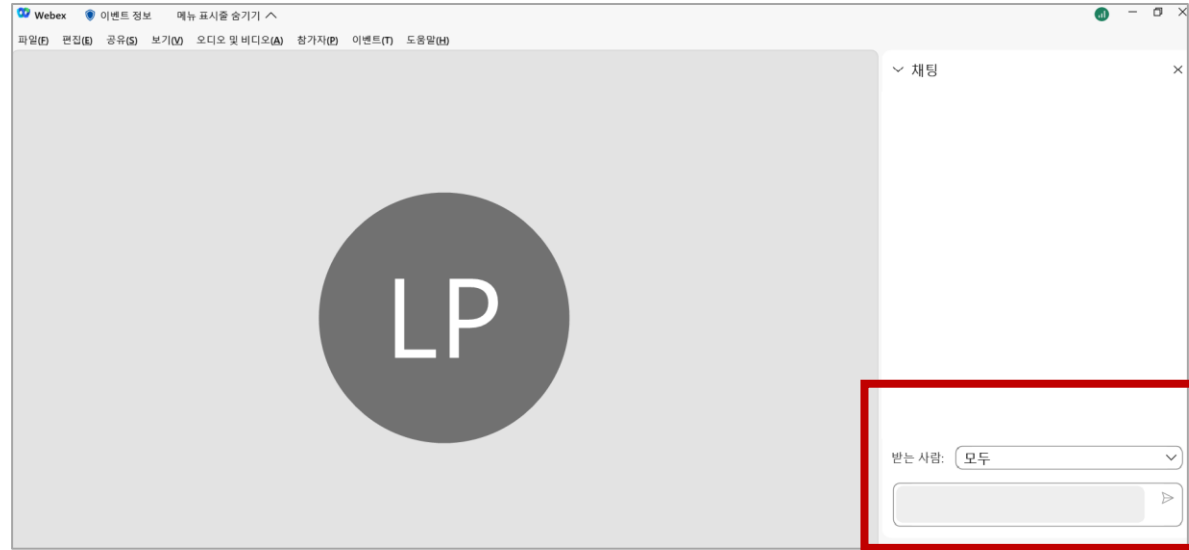 Webex 이벤트 정보 메뉴 표시줄 숨기기
파일(F) 편집(E) 공유(S) 보기(V) 오디오 및 비디오(A) 참가자(P) 이벤트(T) 도움말(H)
채팅
LP
받는 사람: 모두